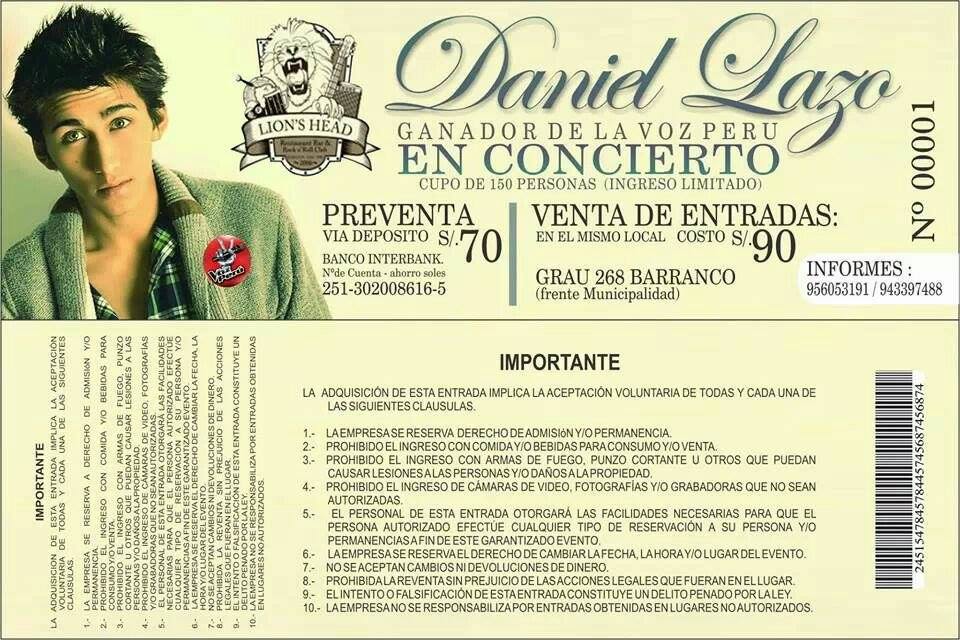 Daniel Lazo
GANADOR DE LA VOZ PERU
EN CONCIERTO
CUPO DE 150 PERSONAS (INGRESO LIMITADO)
LION'S HEAD
Restaurant Bar &
Rock n' Roll Club
2006
La
Voz
Perú
PREVENTA
VIA DEPOSITO S/.70
BANCO INTERBANK.
N°de Cuenta - ahorro soles
251-302008616-5
VENTA DE ENTRADAS:
EN EL MISMO LOCAL COSTO S/.90
GRAU 268 BARRANCO
(frente Municipalidad)
Nº 00001
INFORMES :
956053191 / 943397488
IMPORTANTE
LA ADQUISICION DE ESTA ENTRADA IMPLICA LA ACEPTACIÓN
VOLUNTARIA DE TODAS Y CADA UNA DE LAS SIGUIENTES
CLAUSULAS.
1.- LA EMPRESA SE RESERVA A DERECHO DE ADMISIóN Y/O
PERMANENCIA.
2.- PROHIBIDO EL INGRESO CON COMIDA Y/O BEBIDAS PARA
CONSUMO Y/O VENTA.
3.- PROHIBIDO EL INGRESO CON ARMAS DE FUEGO, PUNZO
CORTANTE U OTROS QUE PUEDAN CAUSAR LESIONES A LAS
PERSONAS Y/O DAÑOS A LA PROPIEDAD.
4.- PROHIBIDO EL INGRESO DE CÁMARAS DE VIDEO, FOTOGRAFÍAS
Y/O GRABADORAS QUE NO SEAN AUTORIZADAS.
5.- EL PERSONAL DE ESTA ENTRADA OTORGARÁ LAS FACILIDADES
NECESARIAS PARA QUE EL PERSONA AUTORIZADO EFECTÚE
CUALQUIER TIPO DE RESERVACIÓN A SU PERSONA Y/O
PERMANENCIAS A FIN DE ESTE GARANTIZADO EVENTO.
6.- LA EMPRESA SE RESERVA EL DERECHO DE CAMBIAR LA FECHA, LA
HORA Y/O LUGAR DEL EVENTO.
7.- NO SE ACEPTAN CAMBIOS NI DEVOLUCIONES DE DINERO.
8.- PROHIBIDA LA REVENTA SIN PREJUICIO DE LAS ACCIONES
LEGALES QUE FUERAN EN EL LUGAR.
9.- EL INTENTO O FALSIFICACIÓN DE ESTA ENTRADA CONSTITUYE UN
DELITO PENADO POR LA LEY.
10.- LA EMPRESA NO SE RESPONSABILIZA POR ENTRADAS OBTENIDAS
EN LUGARES NO AUTORIZADOS.
IMPORTANTE
LA ADQUISICIÓN DE ESTA ENTRADA IMPLICA LA ACEPTACIÓN VOLUNTARIA DE TODAS Y CADA UNA DE
LAS SIGUIENTES CLAUSULAS.
1.- LA EMPRESA SE RESERVA DERECHO DE ADMISIóN Y/O PERMANENCIA.
2.- PROHIBIDO EL INGRESO CON COMIDA Y/O BEBIDAS PARA CONSUMO Y/O VENTA.
3.- PROHIBIDO EL INGRESO CON ARMAS DE FUEGO, PUNZO CORTANTE U OTROS QUE PUEDAN
CAUSAR LESIONES A LAS PERSONAS Y/O DAÑOS A LA PROPIEDAD.
4.- PROHIBIDO EL INGRESO DE CÁMARAS DE VIDEO, FOTOGRAFÍAS Y/O GRABADORAS QUE NO SEAN
AUTORIZADAS.
5.- EL PERSONAL DE ESTA ENTRADA OTORGARÁ LAS FACILIDADES NECESARIAS PARA QUE EL
PERSONA AUTORIZADO EFECTÚE CUALQUIER TIPO DE RESERVACIÓN A SU PERSONA Y/O
PERMANENCIAS A FIN DE ESTE GARANTIZADO EVENTO.
6.- LA EMPRESA SE RESERVA EL DERECHO DE CAMBIAR LA FECHA, LA HORA Y/O LUGAR DEL EVENTO.
7.- NO SE ACEPTAN CAMBIOS NI DEVOLUCIONES DE DINERO.
8.- PROHIBIDA LA REVENTA SIN PREJUICIO DE LAS ACCIONES LEGALES QUE FUERAN EN EL LUGAR.
9.- EL INTENTO O FALSIFICACIÓN DE ESTA ENTRADA CONSTITUYE UN DELITO PENADO POR LA LEY.
10.- LA EMPRESA NO SE RESPONSABILIZA POR ENTRADAS OBTENIDAS EN LUGARES NO AUTORIZADOS.
245154784578445745687456874